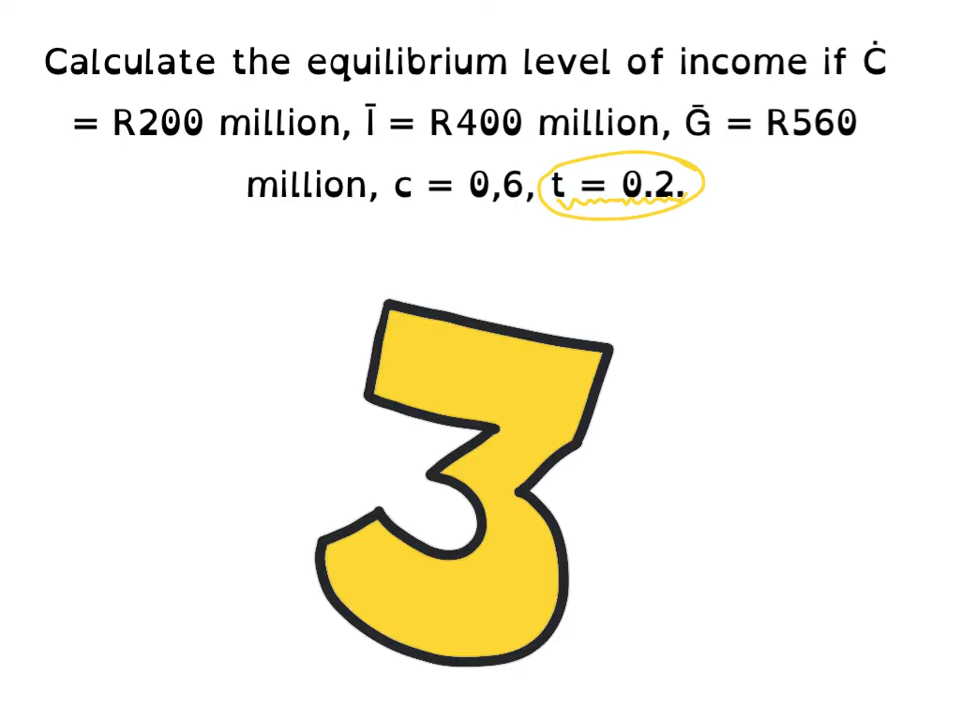 Calculate the equilibrium level of income if Ċ
= R200 million, Ī = R400 million, Ḡ = R560
million, c = 0,6, t = 0.2.
3